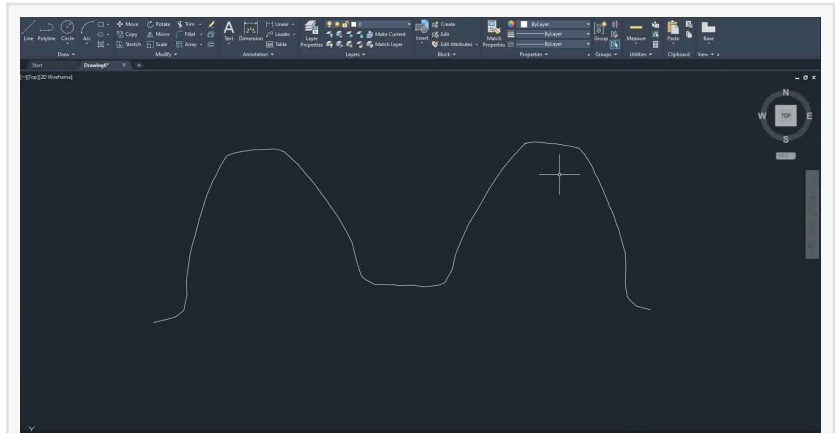 Line Polyline Circle Arc Move Rotate Trim Text Dimension Linear Layer Properties Insert Create Match Properties ByLayer Group Measure Paste Base
Copy Mirror Fillet Leader Make Current Edit ByLayer
Stretch Scale Array Table Match Layer Edit Attributes ByLayer
Draw Modify Annotation Layers Block Properties Groups Utilities Clipboard View
Start Drawing6*
[-][Top][2D Wireframe]
N
W TOP E
S
Y